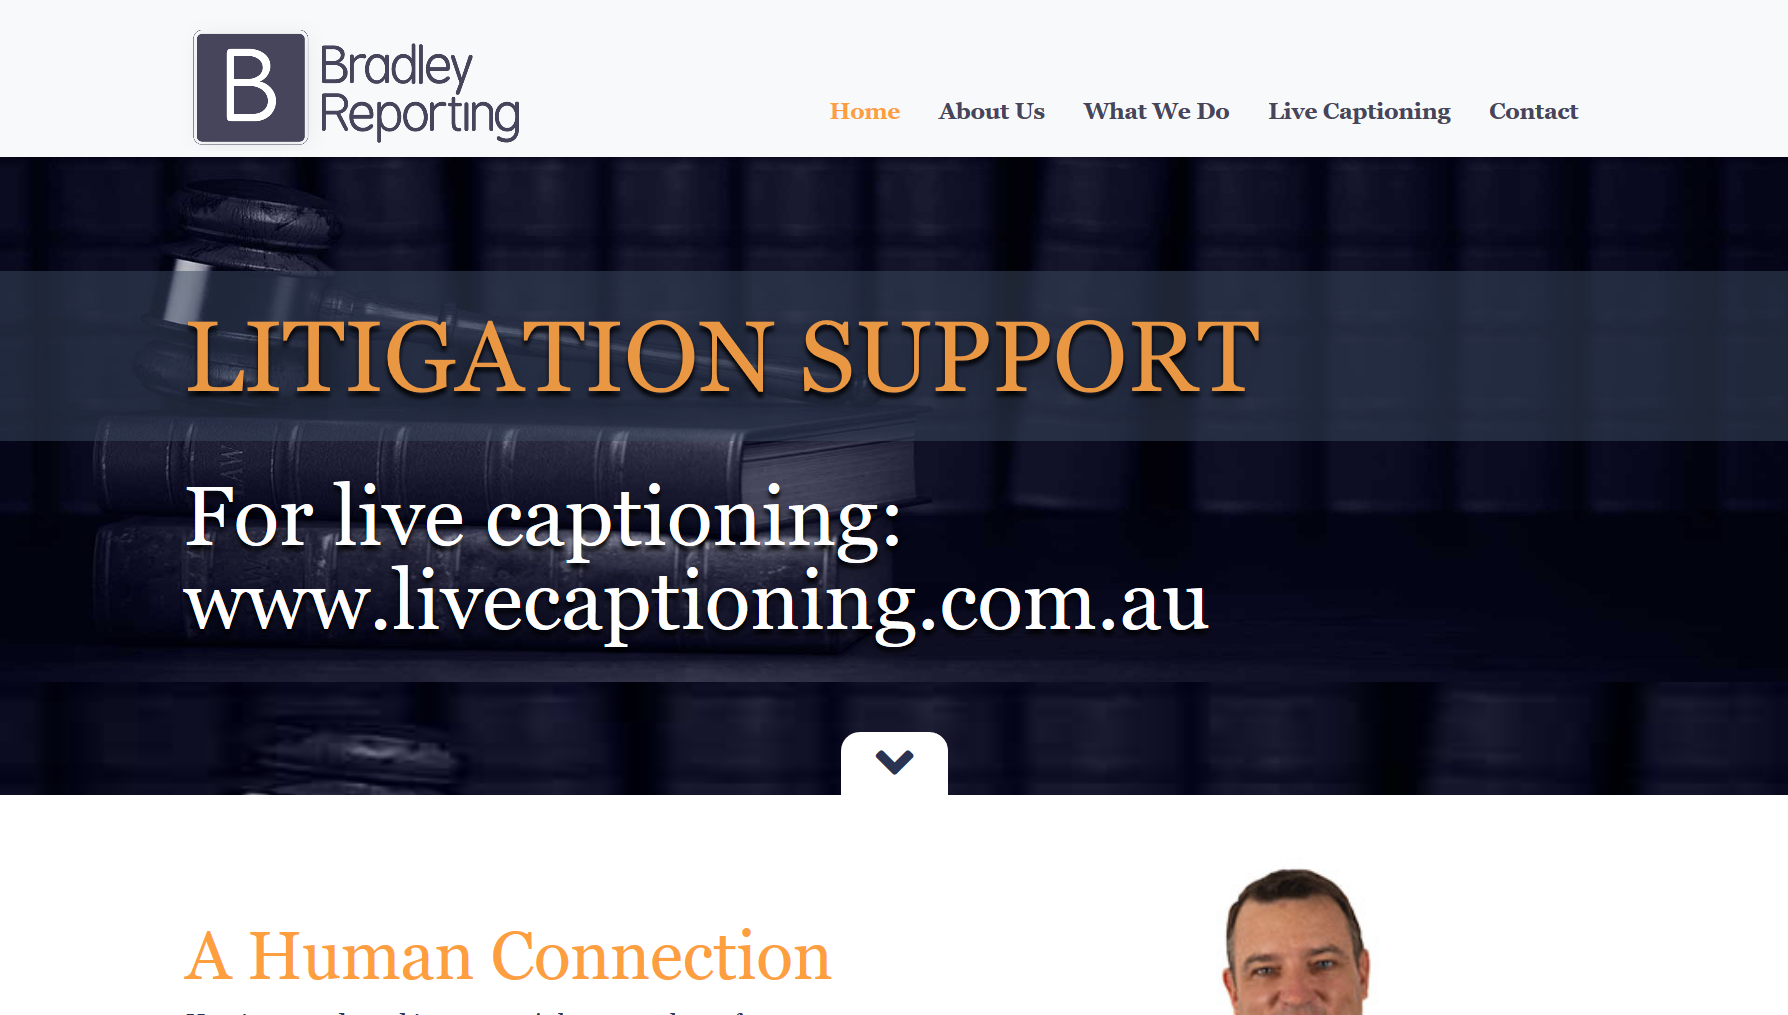 B
Bradley
Reporting
Home About Us What We Do Live Captioning Contact
LITIGATION SUPPORT
LAW
For live captioning:
www.livecaptioning.com.au
A Human Connection